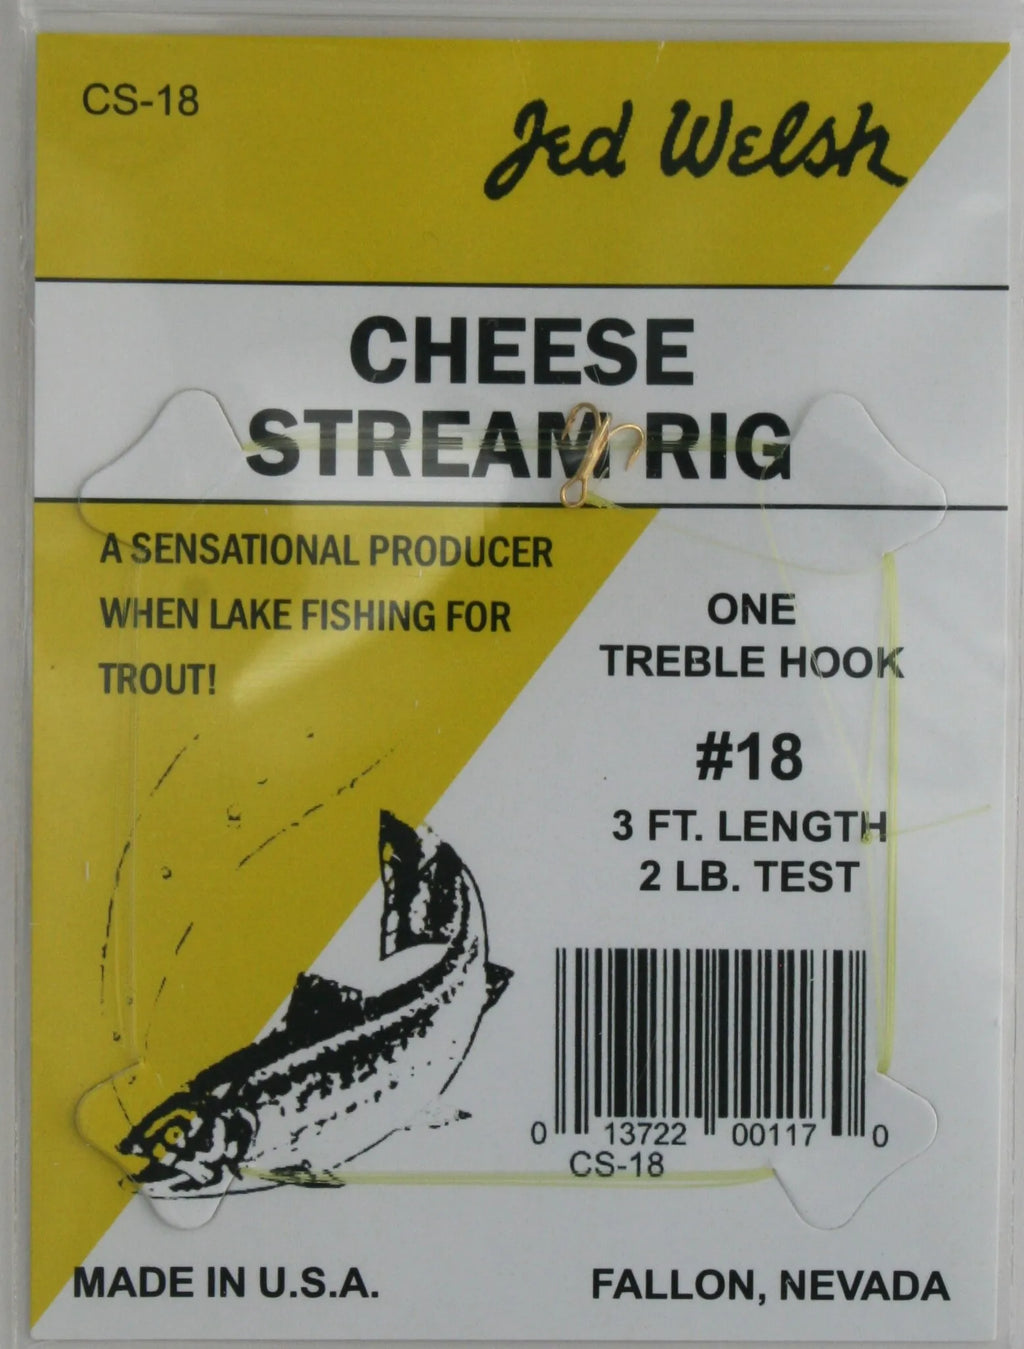 CS-18
Jed Welsh
CHEESE
STREAM RIG
A SENSATIONAL PRODUCER
WHEN LAKE FISHING FOR
TROUT!
ONE
TREBLE HOOK
#18
3 FT. LENGTH
2 LB. TEST
0 13722 00117 0
CS-18
MADE IN U.S.A.
FALLON, NEVADA